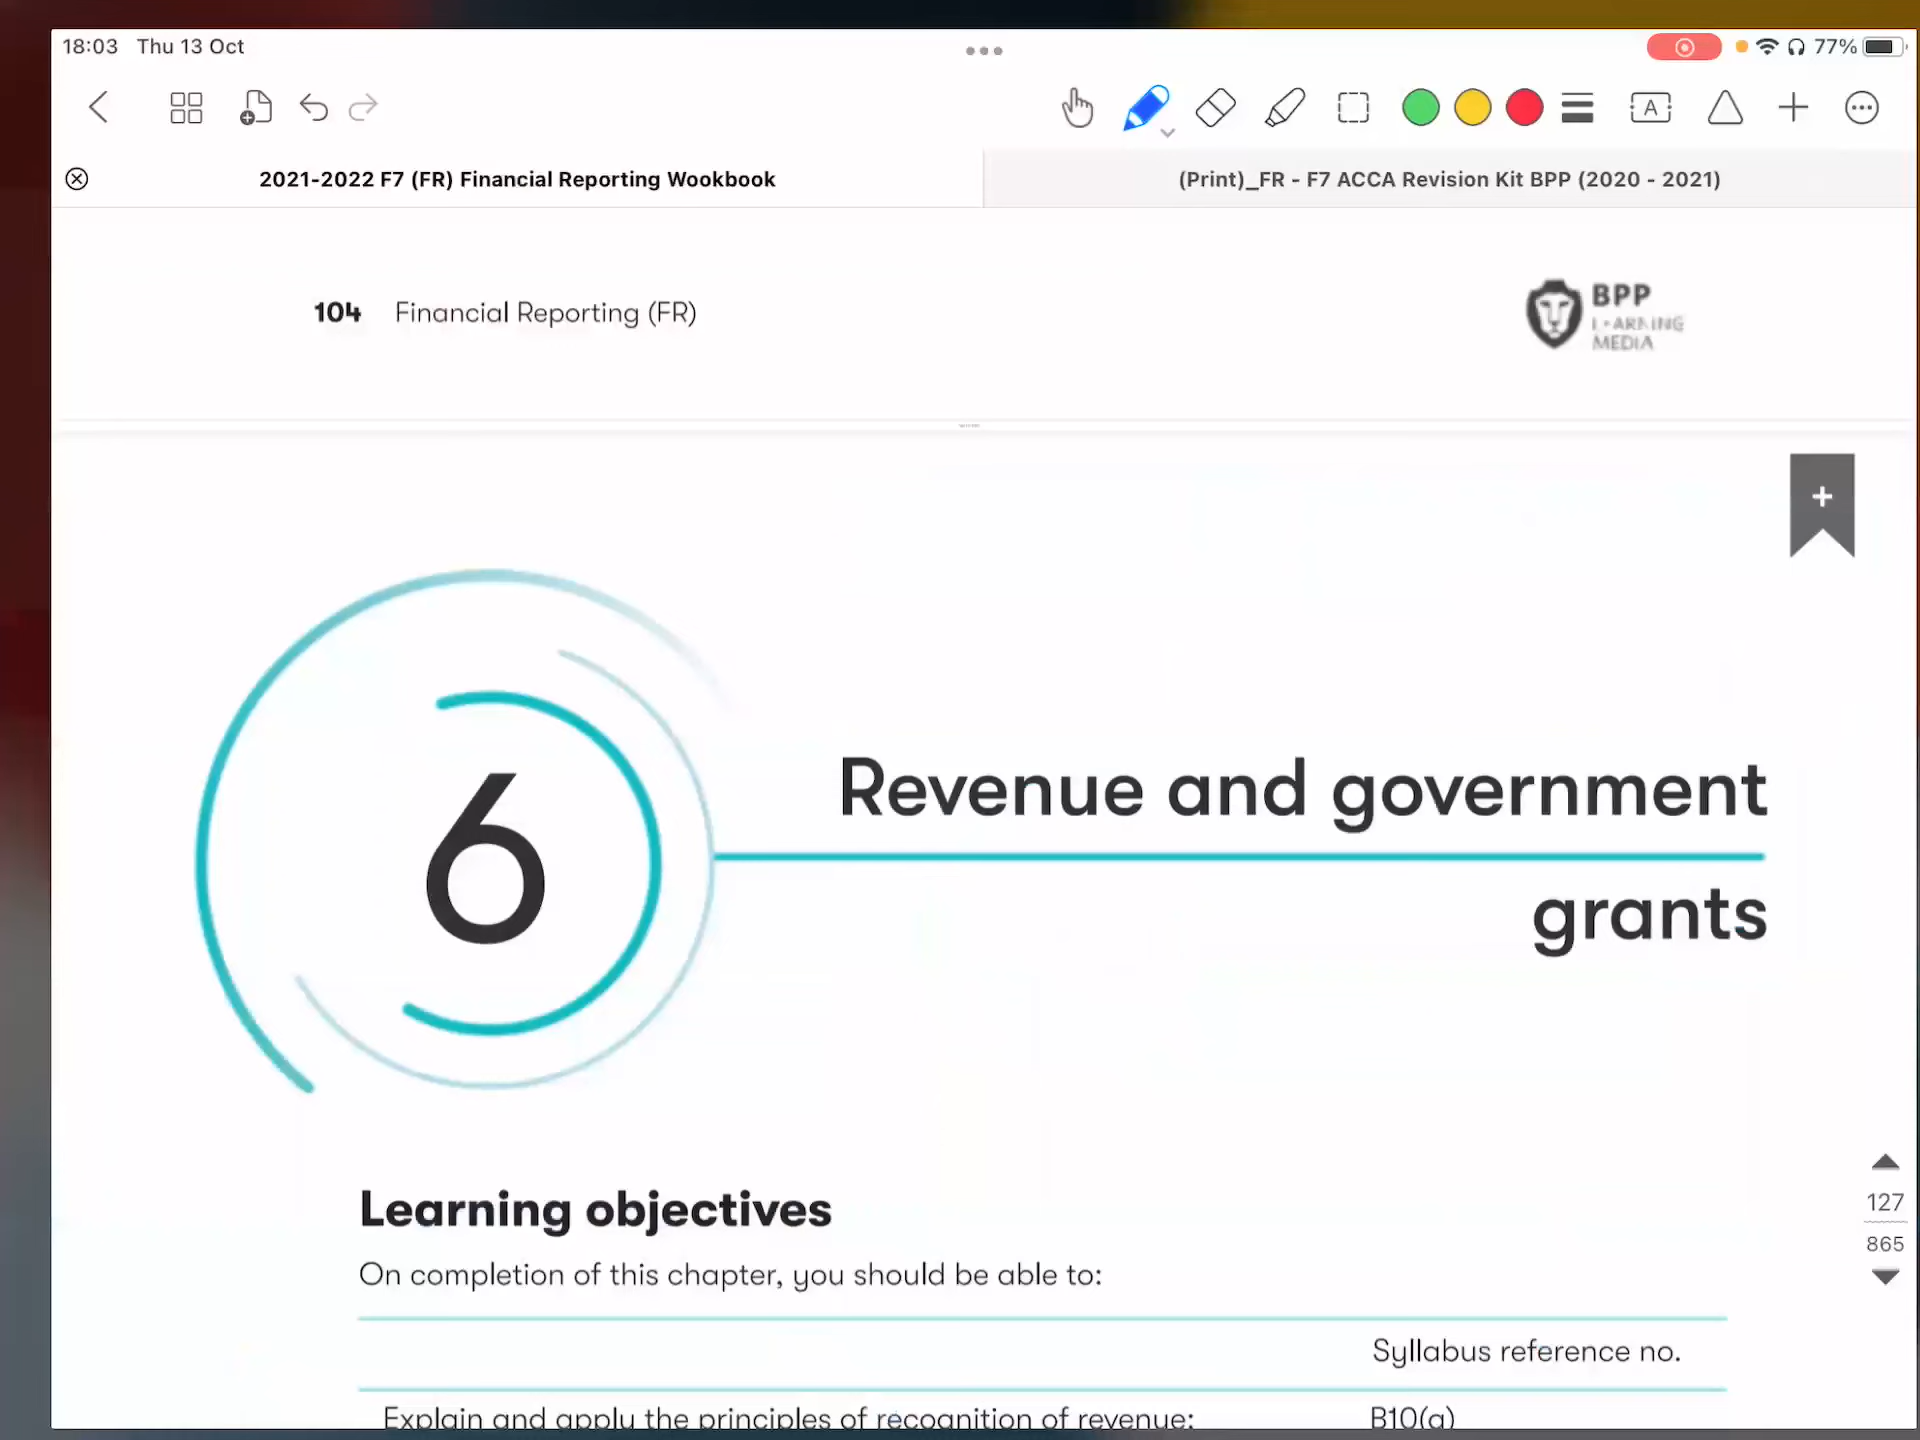 18:03 Thu 13 Oct
77%
A
2021-2022 F7 (FR) Financial Reporting Wookbook
(Print)_FR - F7 ACCA Revision Kit BPP (2020 - 2021)
104 Financial Reporting (FR)
BPP
LEARNING
MEDIA
6
Revenue and government
grants
Learning objectives
On completion of this chapter, you should be able to:
127
865
Syllabus reference no.
Explain and apply the principles of recognition of revenue: B10(a)